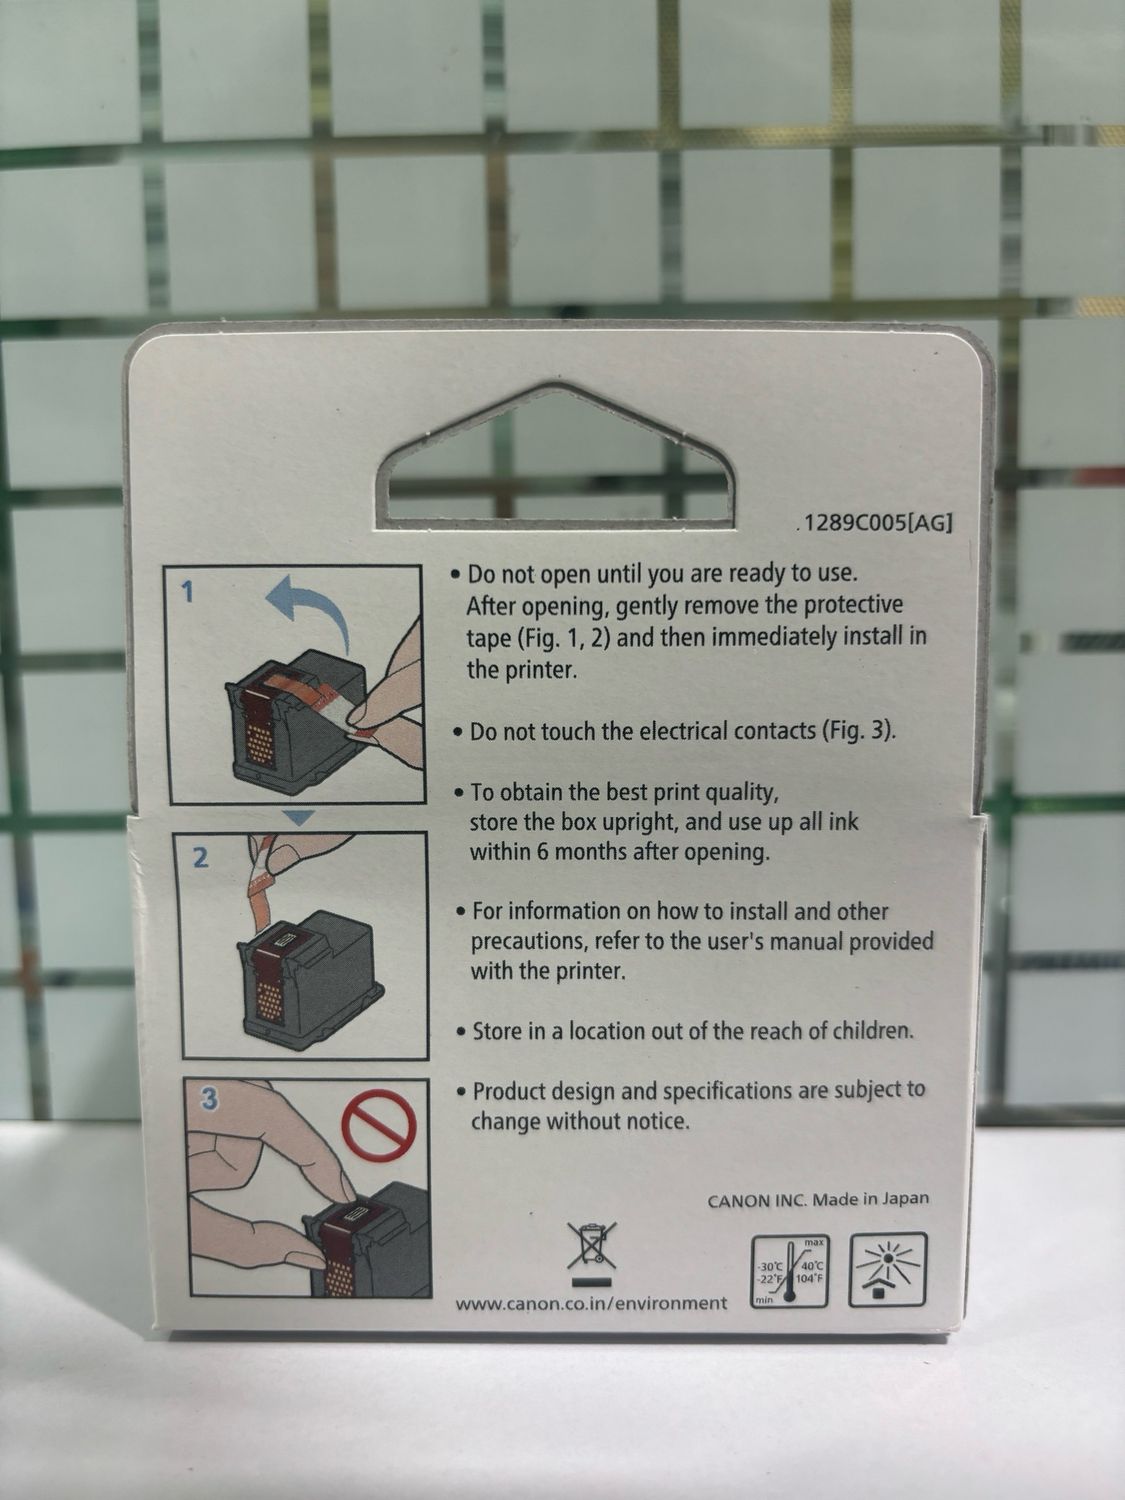 .1289C005[AG]
1
• Do not open until you are ready to use.
After opening, gently remove the protective
tape (Fig. 1, 2) and then immediately install in
the printer.
• Do not touch the electrical contacts (Fig. 3).
• To obtain the best print quality,
store the box upright, and use up all ink
within 6 months after opening.
2
• For information on how to install and other
precautions, refer to the user's manual provided
with the printer.
• Store in a location out of the reach of children.
3
• Product design and specifications are subject to
change without notice.
CANON INC. Made in Japan
max
-30°C 40°C
-22°F 104°F
min
www.canon.co.in/environment